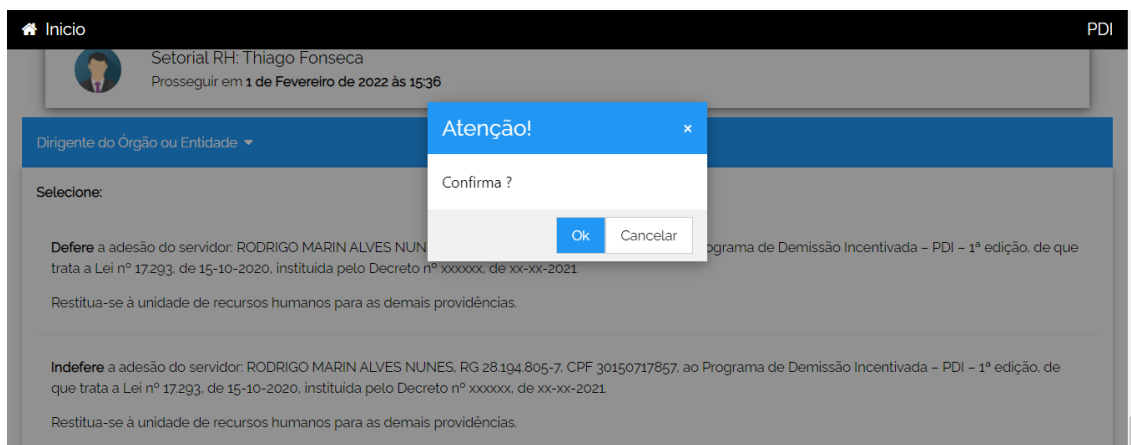 Inicio PDI
Setorial RH: Thiago Fonseca
Prosseguir em 1 de Fevereiro de 2022 às 15:36
Atenção! ×
Dirigente do Órgão ou Entidade
Confirma ?
Selecione:
Ok Cancelar
Defere a adesão do servidor: RODRIGO MARIN ALVES NUN ograma de Demissão Incentivada – PDI – 1ª edição, de que
trata a Lei nº 17.293, de 15-10-2020, instituída pelo Decreto nº xxxxxx, de xx-xx-2021.
Restitua-se à unidade de recursos humanos para as demais providências.
Indefere a adesão do servidor: RODRIGO MARIN ALVES NUNES, RG 28.194.805-7, CPF 30150717857, ao Programa de Demissão Incentivada – PDI – 1ª edição, de
que trata a Lei nº 17.293, de 15-10-2020, instituída pelo Decreto nº xxxxxx, de xx-xx-2021.
Restitua-se à unidade de recursos humanos para as demais providências.